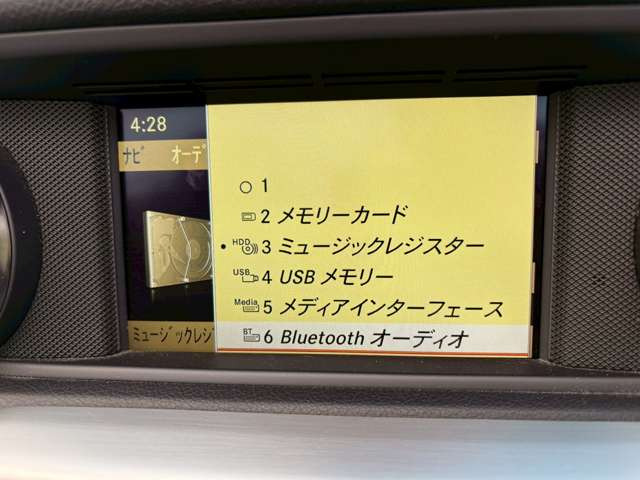 4:28
ナビ オーデ
1
2 メモリーカード
HDD 3 ミュージックレジスター
USB 4 USB メモリー
Media 5 メディアインターフェース
BT 6 Bluetooth オーディオ
ミュージックレジ